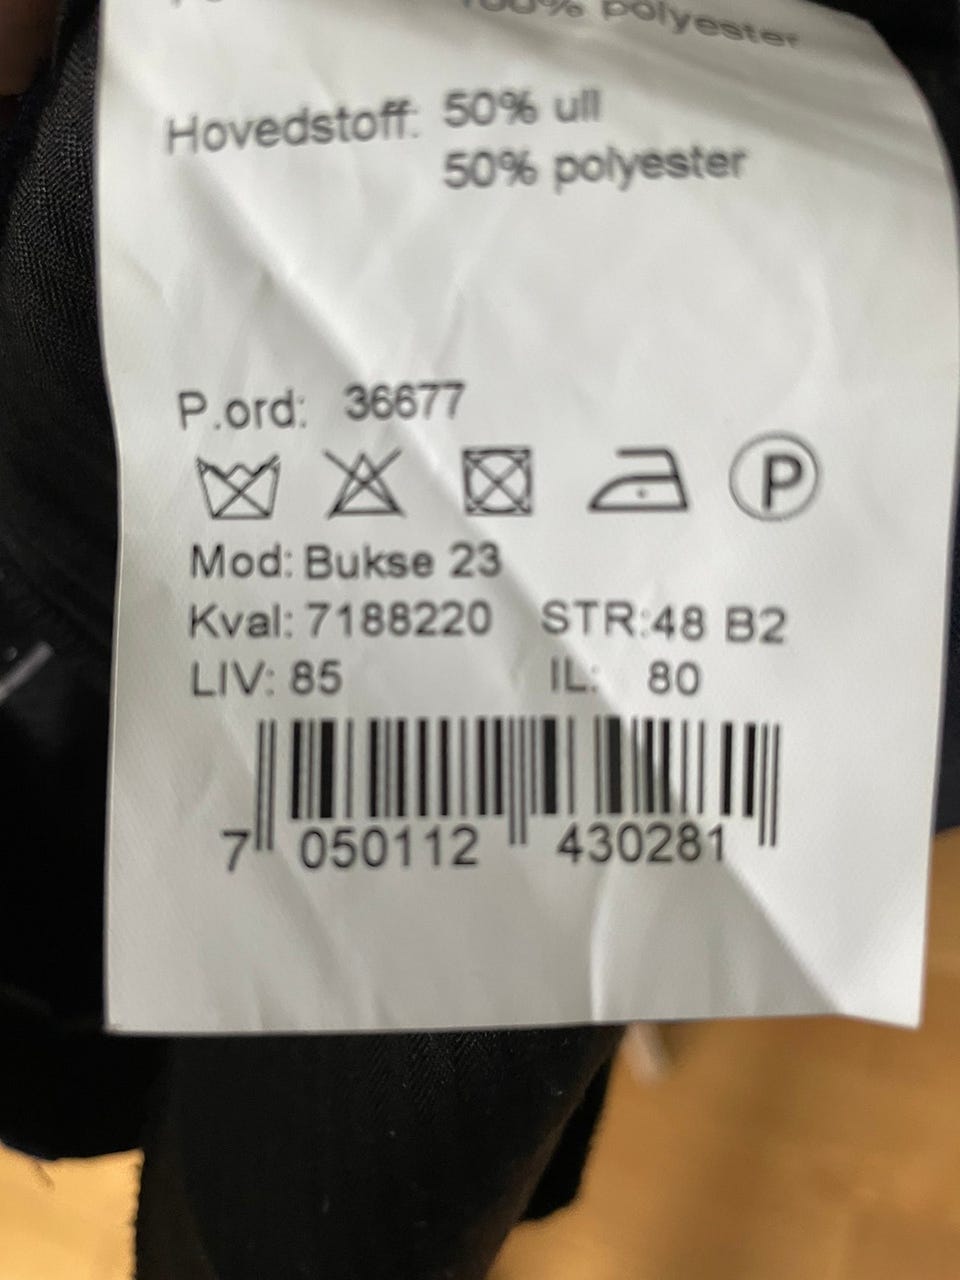 100% polyester
Hovedstoff: 50% ull
50% polyester
P.ord: 36677
P
Mod: Bukse 23
Kval: 7188220 STR:48 B2
LIV: 85 IL: 80
7 050112 430281